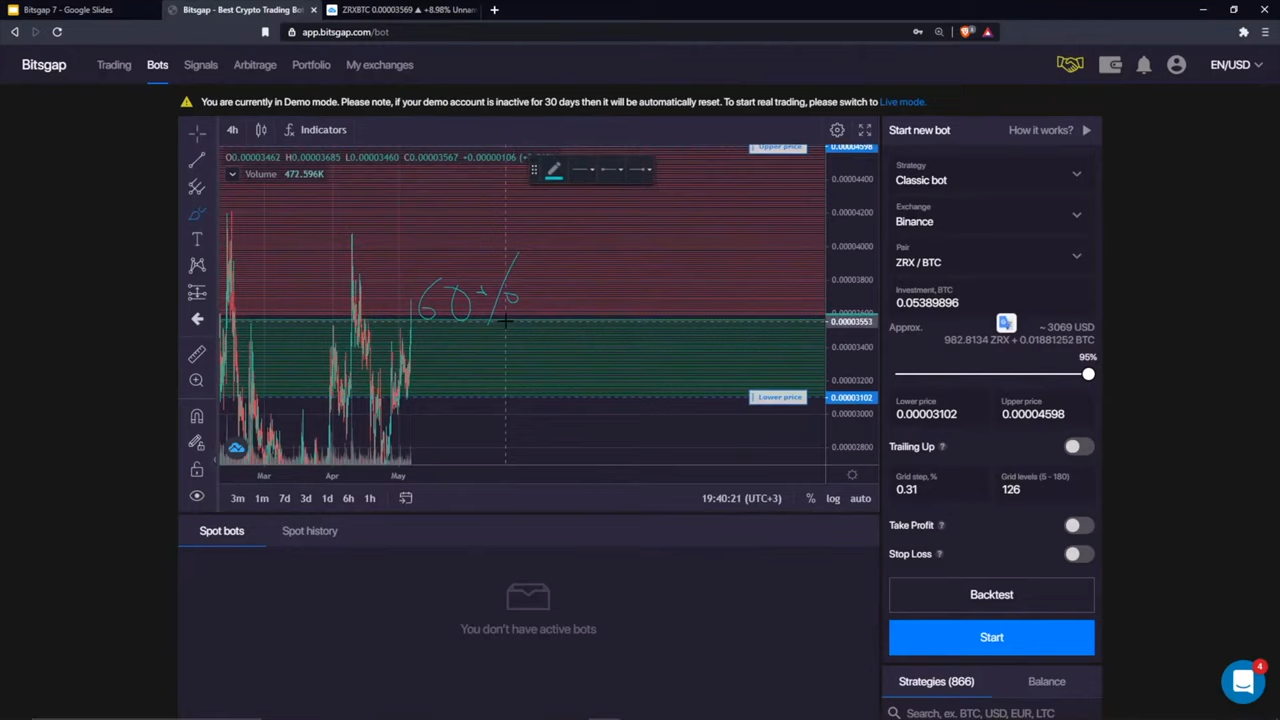 Bitsgap 7 - Google Slides
Bitsgap - Best Crypto Trading Bo
ZRXBTC 0.00003569 ▲ +8.98% Unnam
app.bitsgap.com/bot
Bitsgap
Trading
Bots
Signals
Arbitrage
Portfolio
My exchanges
EN/USD
You are currently in Demo mode. Please note, if your demo account is inactive for 30 days then it will be automatically reset. To start real trading, please switch to Live mode.
4h
Indicators
O0.00003462 H0.00003685 L0.00003460 C0.00003567 +0.00000106 (+
Volume 472.596K
Upper price
0.00004598
0.00004400
0.00004200
0.00004000
0.00003800
0.00003600
0.00003553
0.00003400
0.00003200
Lower price
0.00003102
0.00003000
0.00002800
60%
Mar
Apr
May
3m
1m
7d
3d
1d
6h
1h
19:40:21 (UTC+3)
%
log
auto
Spot bots
Spot history
You don't have active bots
Start new bot
How it works?
Strategy
Classic bot
Exchange
Binance
Pair
ZRX / BTC
Investment, BTC
0.05389896
Approx.
~ 3069 USD
982.8134 ZRX + 0.01881252 BTC
95%
Lower price
0.00003102
Upper price
0.00004598
Trailing Up ?
Grid step, %
0.31
Grid levels (5 - 180)
126
Take Profit ?
Stop Loss ?
Backtest
Start
Strategies (866)
Balance
Search, ex. BTC, USD, EUR, LTC
4